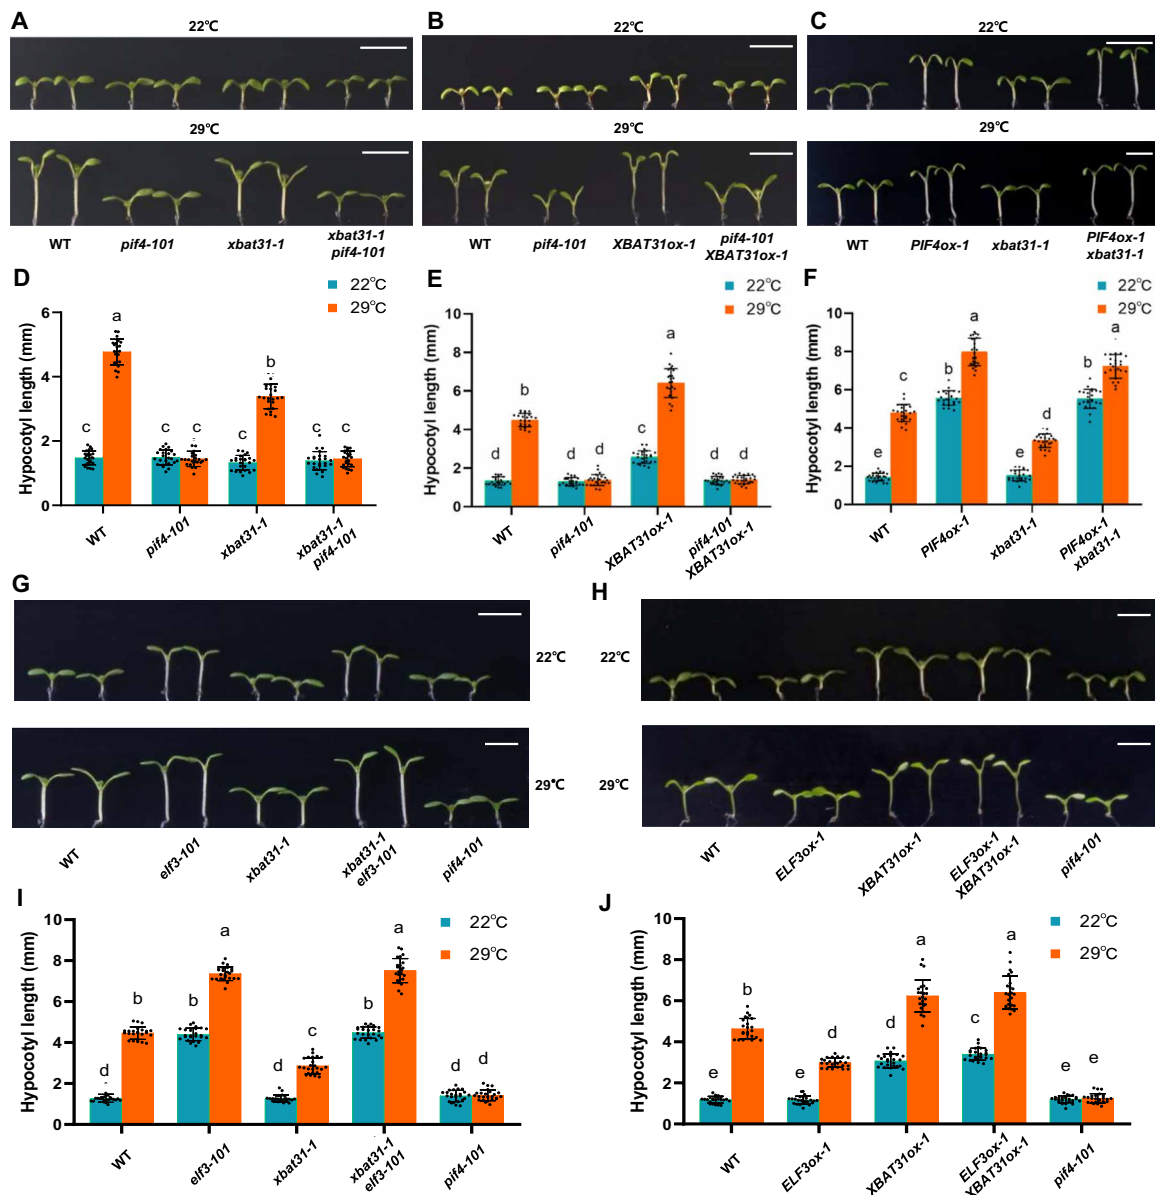 A
B
C
22℃
22℃
22℃
29℃
29℃
29℃
WT
pif4-101
xbat31-1
xbat31-1
pif4-101
WT
pif4-101
XBAT31ox-1
pif4-101
XBAT31ox-1
WT
PIF4ox-1
xbat31-1
PIF4ox-1
xbat31-1
D
22°C
29°C
Hypocotyl length (mm)
6
4
2
0
c
a
c
c
c
b
c
c
WT
pif4-101
xbat31-1
xbat31-1
pif4-101
E
22°C
29°C
Hypocotyl length (mm)
10
8
6
4
2
0
d
b
d
d
c
a
d
d
WT
pif4-101
XBAT31ox-1
pif4-101
XBAT31ox-1
F
22°C
29°C
Hypocotyl length (mm)
10
8
6
4
2
0
e
c
b
a
e
d
b
a
WT
PIF4ox-1
xbat31-1
PIF4ox-1
xbat31-1
G
22℃
29℃
WT
elf3-101
xbat31-1
xbat31-1
elf3-101
pif4-101
H
22℃
29℃
WT
ELF3ox-1
XBAT31ox-1
ELF3ox-1
XBAT31ox-1
pif4-101
I
22°C
29°C
Hypocotyl length (mm)
10
8
6
4
2
0
d
b
b
a
d
c
b
a
d
d
WT
elf3-101
xbat31-1
xbat31-1
elf3-101
pif4-101
J
22°C
29°C
Hypocotyl length (mm)
10
8
6
4
2
0
e
b
e
d
d
a
c
a
e
e
WT
ELF3ox-1
XBAT31ox-1
ELF3ox-1
XBAT31ox-1
pif4-101